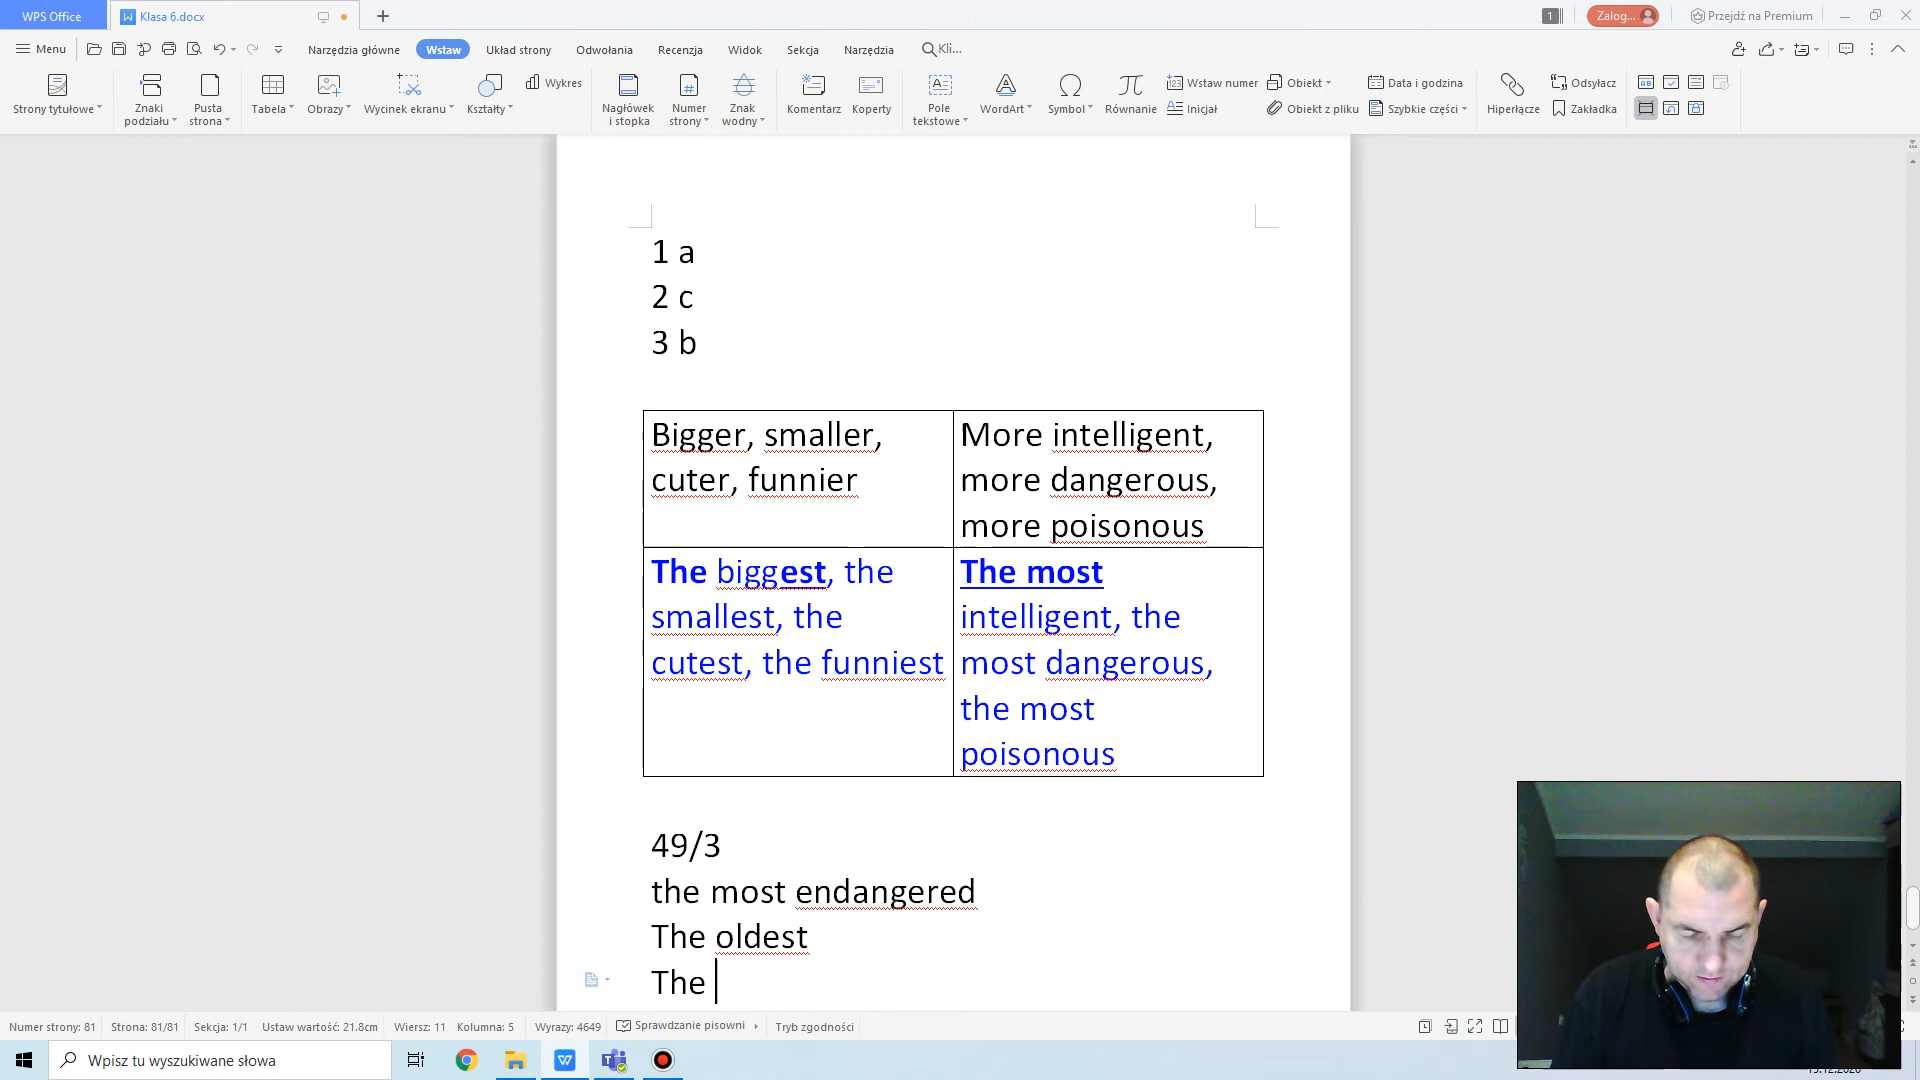 WPS Office
Klasa 6.docx
1
Zalog...
Przejdź na Premium
Menu
Narzędzia główne
Wstaw
Układ strony
Odwołania
Recenzja
Widok
Sekcja
Narzędzia
Kli...
Strony tytułowe
Znaki podziału
Pusta strona
Tabela
Obrazy
Wycinek ekranu
Kształty
Wykres
Nagłówek i stopka
Numer strony
Znak wodny
Komentarz
Koperty
Pole tekstowe
WordArt
Symbol
Równanie
Wstaw numer
Inicjał
Obiekt
Obiekt z pliku
Data i godzina
Szybkie części
Hiperłącze
Odsyłacz
Zakładka
1 a
2 c
3 b
Bigger, smaller,
cuter, funnier
More intelligent,
more dangerous,
more poisonous
The biggest, the
smallest, the
cutest, the funniest
The most
intelligent, the
most dangerous,
the most
poisonous
49/3
the most endangered
The oldest
The
Numer strony: 81
Strona: 81/81
Sekcja: 1/1
Ustaw wartość: 21.8cm
Wiersz: 11
Kolumna: 5
Wyrazy: 4649
Sprawdzanie pisowni
Tryb zgodności
Wpisz tu wyszukiwane słowa